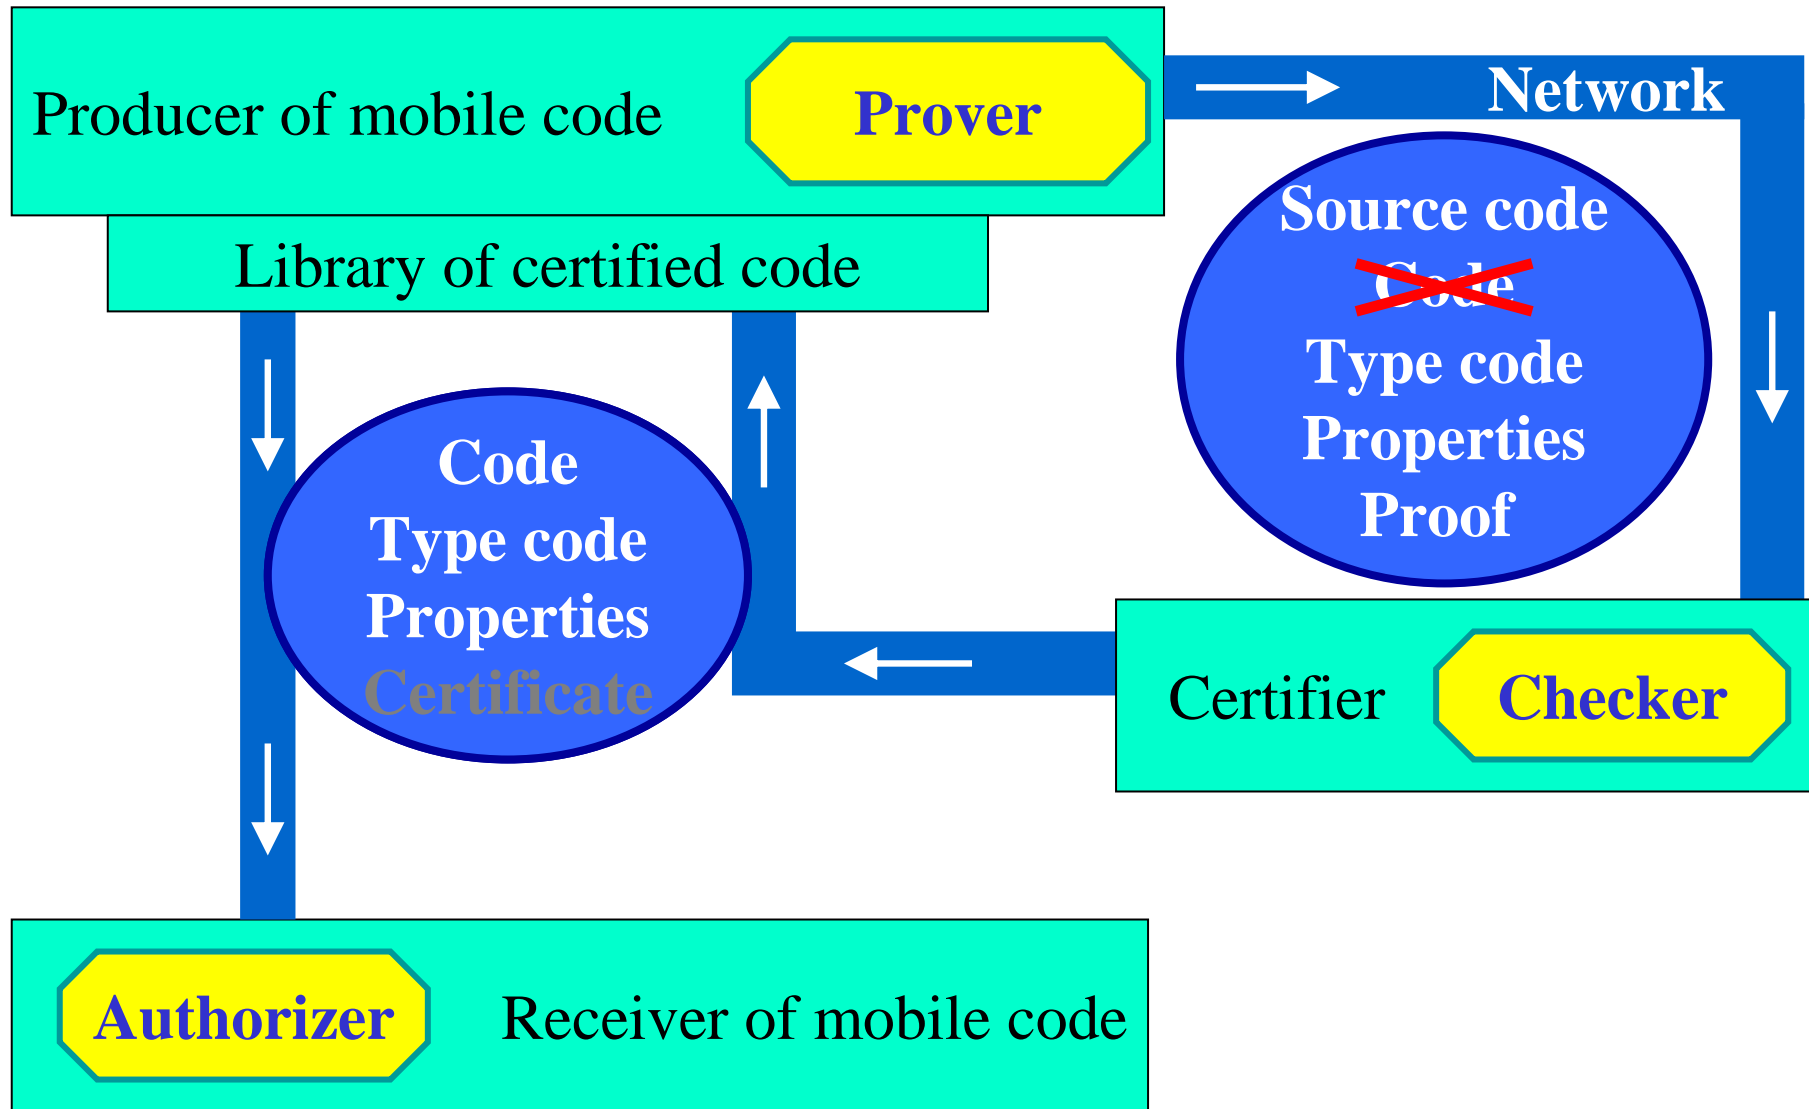 Producer of mobile code
Prover
Network
Library of certified code
Source code
Code
Type code
Properties
Proof
Code
Type code
Properties
Certificate
Certifier
Checker
Authorizer
Receiver of mobile code